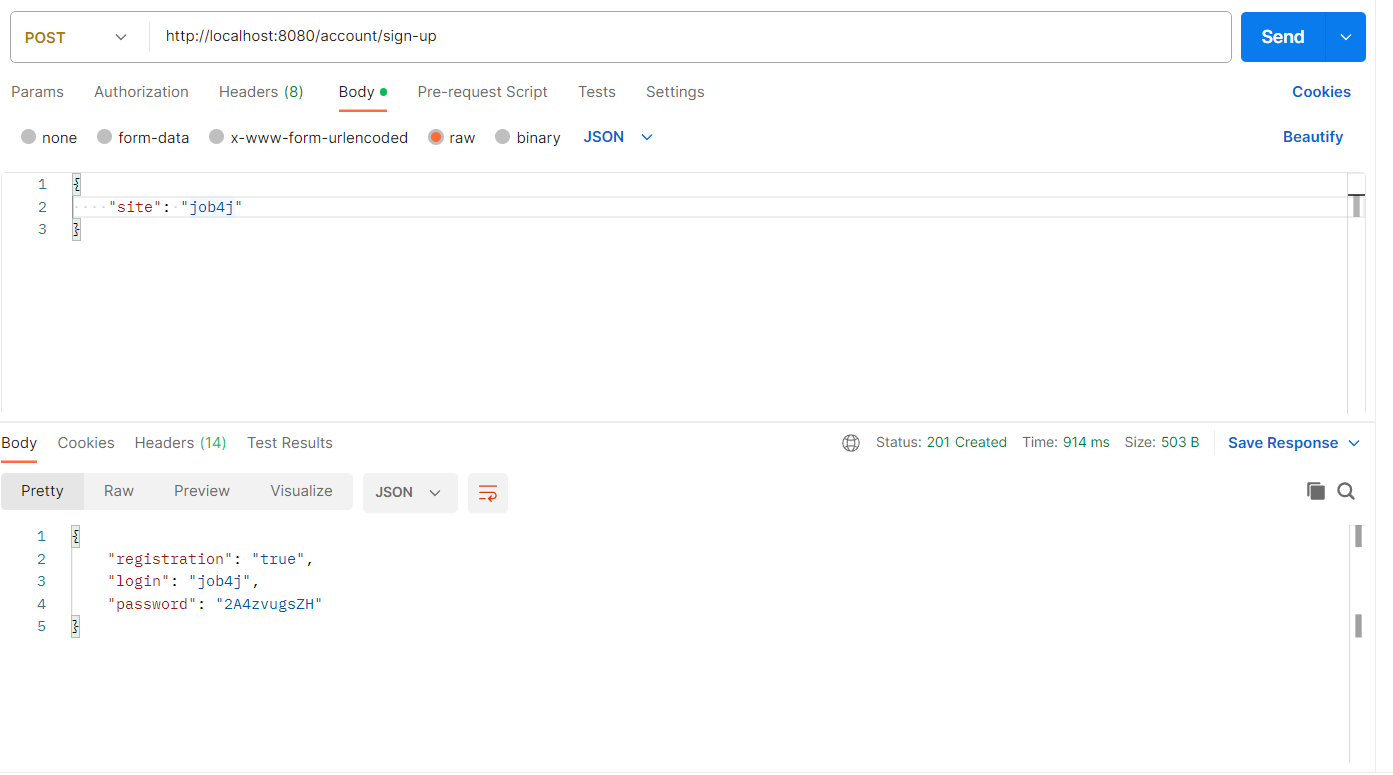 POST http://localhost:8080/account/sign-up Send
Params Authorization Headers (8) Body Pre-request Script Tests Settings Cookies
none form-data x-www-form-urlencoded raw binary JSON Beautify
1 {
2 "site": "job4j"
3 }
Body Cookies Headers (14) Test Results Status: 201 Created Time: 914 ms Size: 503 B Save Response
Pretty Raw Preview Visualize JSON
1 {
2 "registration": "true",
3 "login": "job4j",
4 "password": "2A4zvugsZH"
5 }